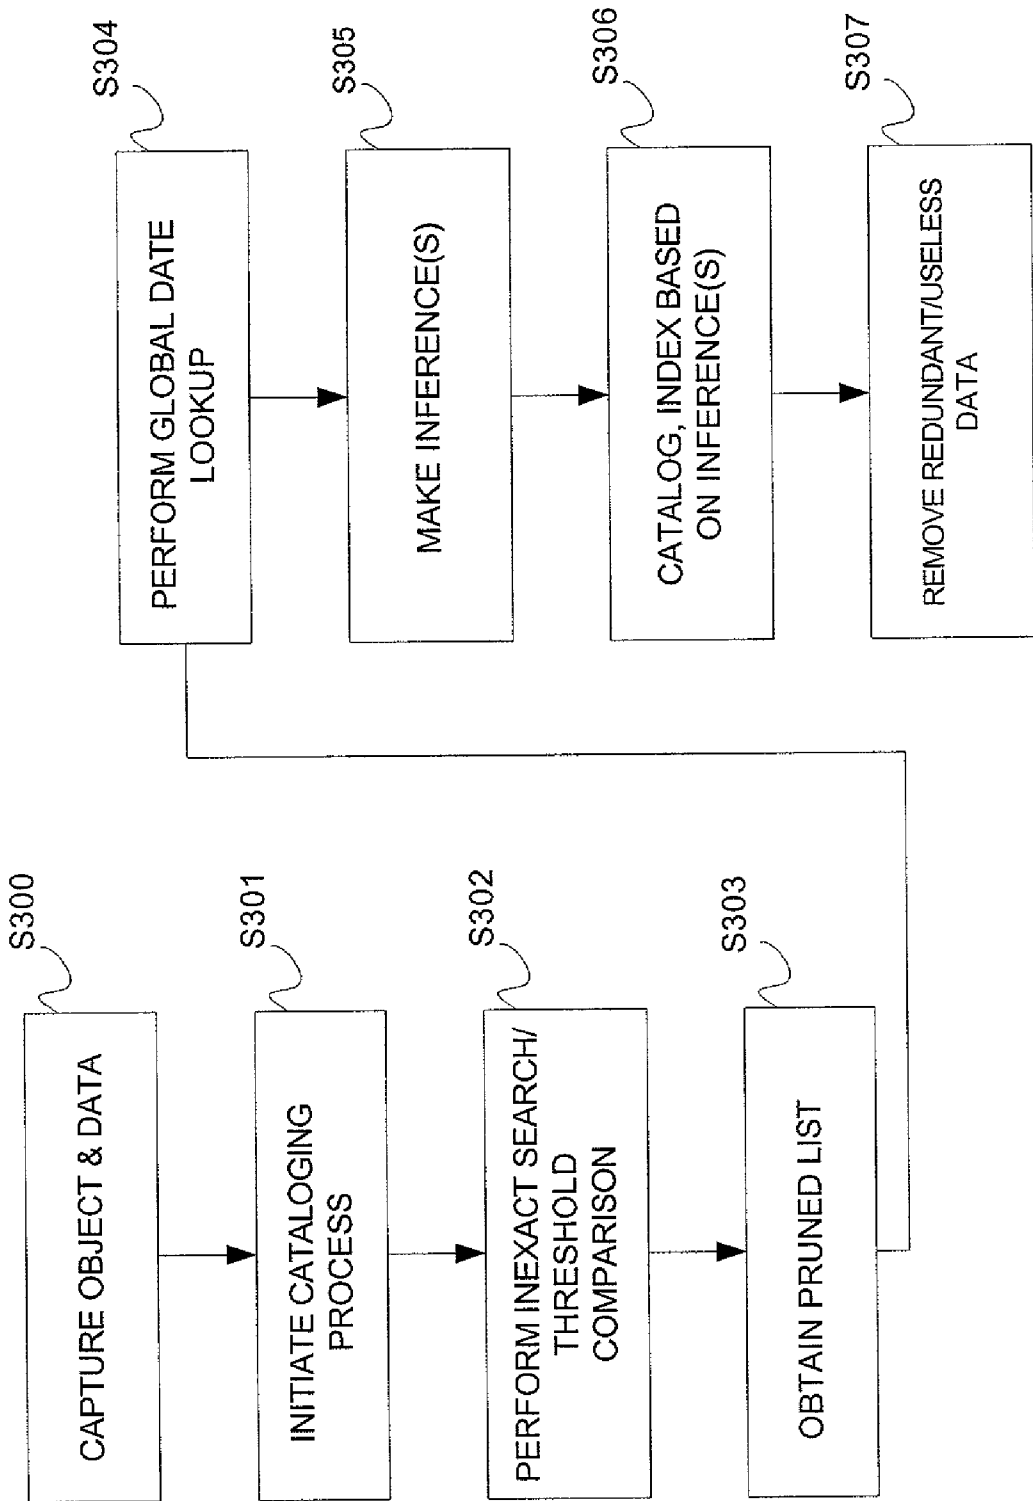 S300
CAPTURE OBJECT & DATA
S301
INITIATE CATALOGING
PROCESS
S302
PERFORM INEXACT SEARCH/
THRESHOLD
COMPARISON
S303
OBTAIN PRUNED LIST
S304
PERFORM GLOBAL DATE
LOOKUP
S305
MAKE INFERENCE(S)
S306
CATALOG, INDEX BASED
ON INFERENCE(S)
S307
REMOVE REDUNDANT/USELESS
DATA